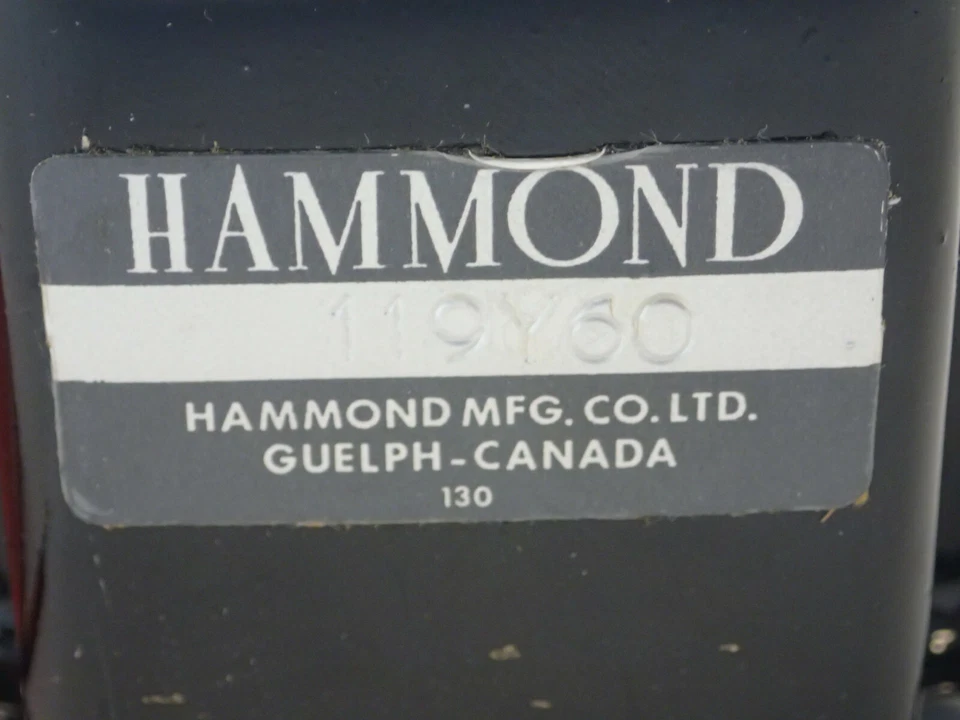 HAMMOND
119Y60
HAMMOND MFG. CO. LTD.
GUELPH-CANADA
130